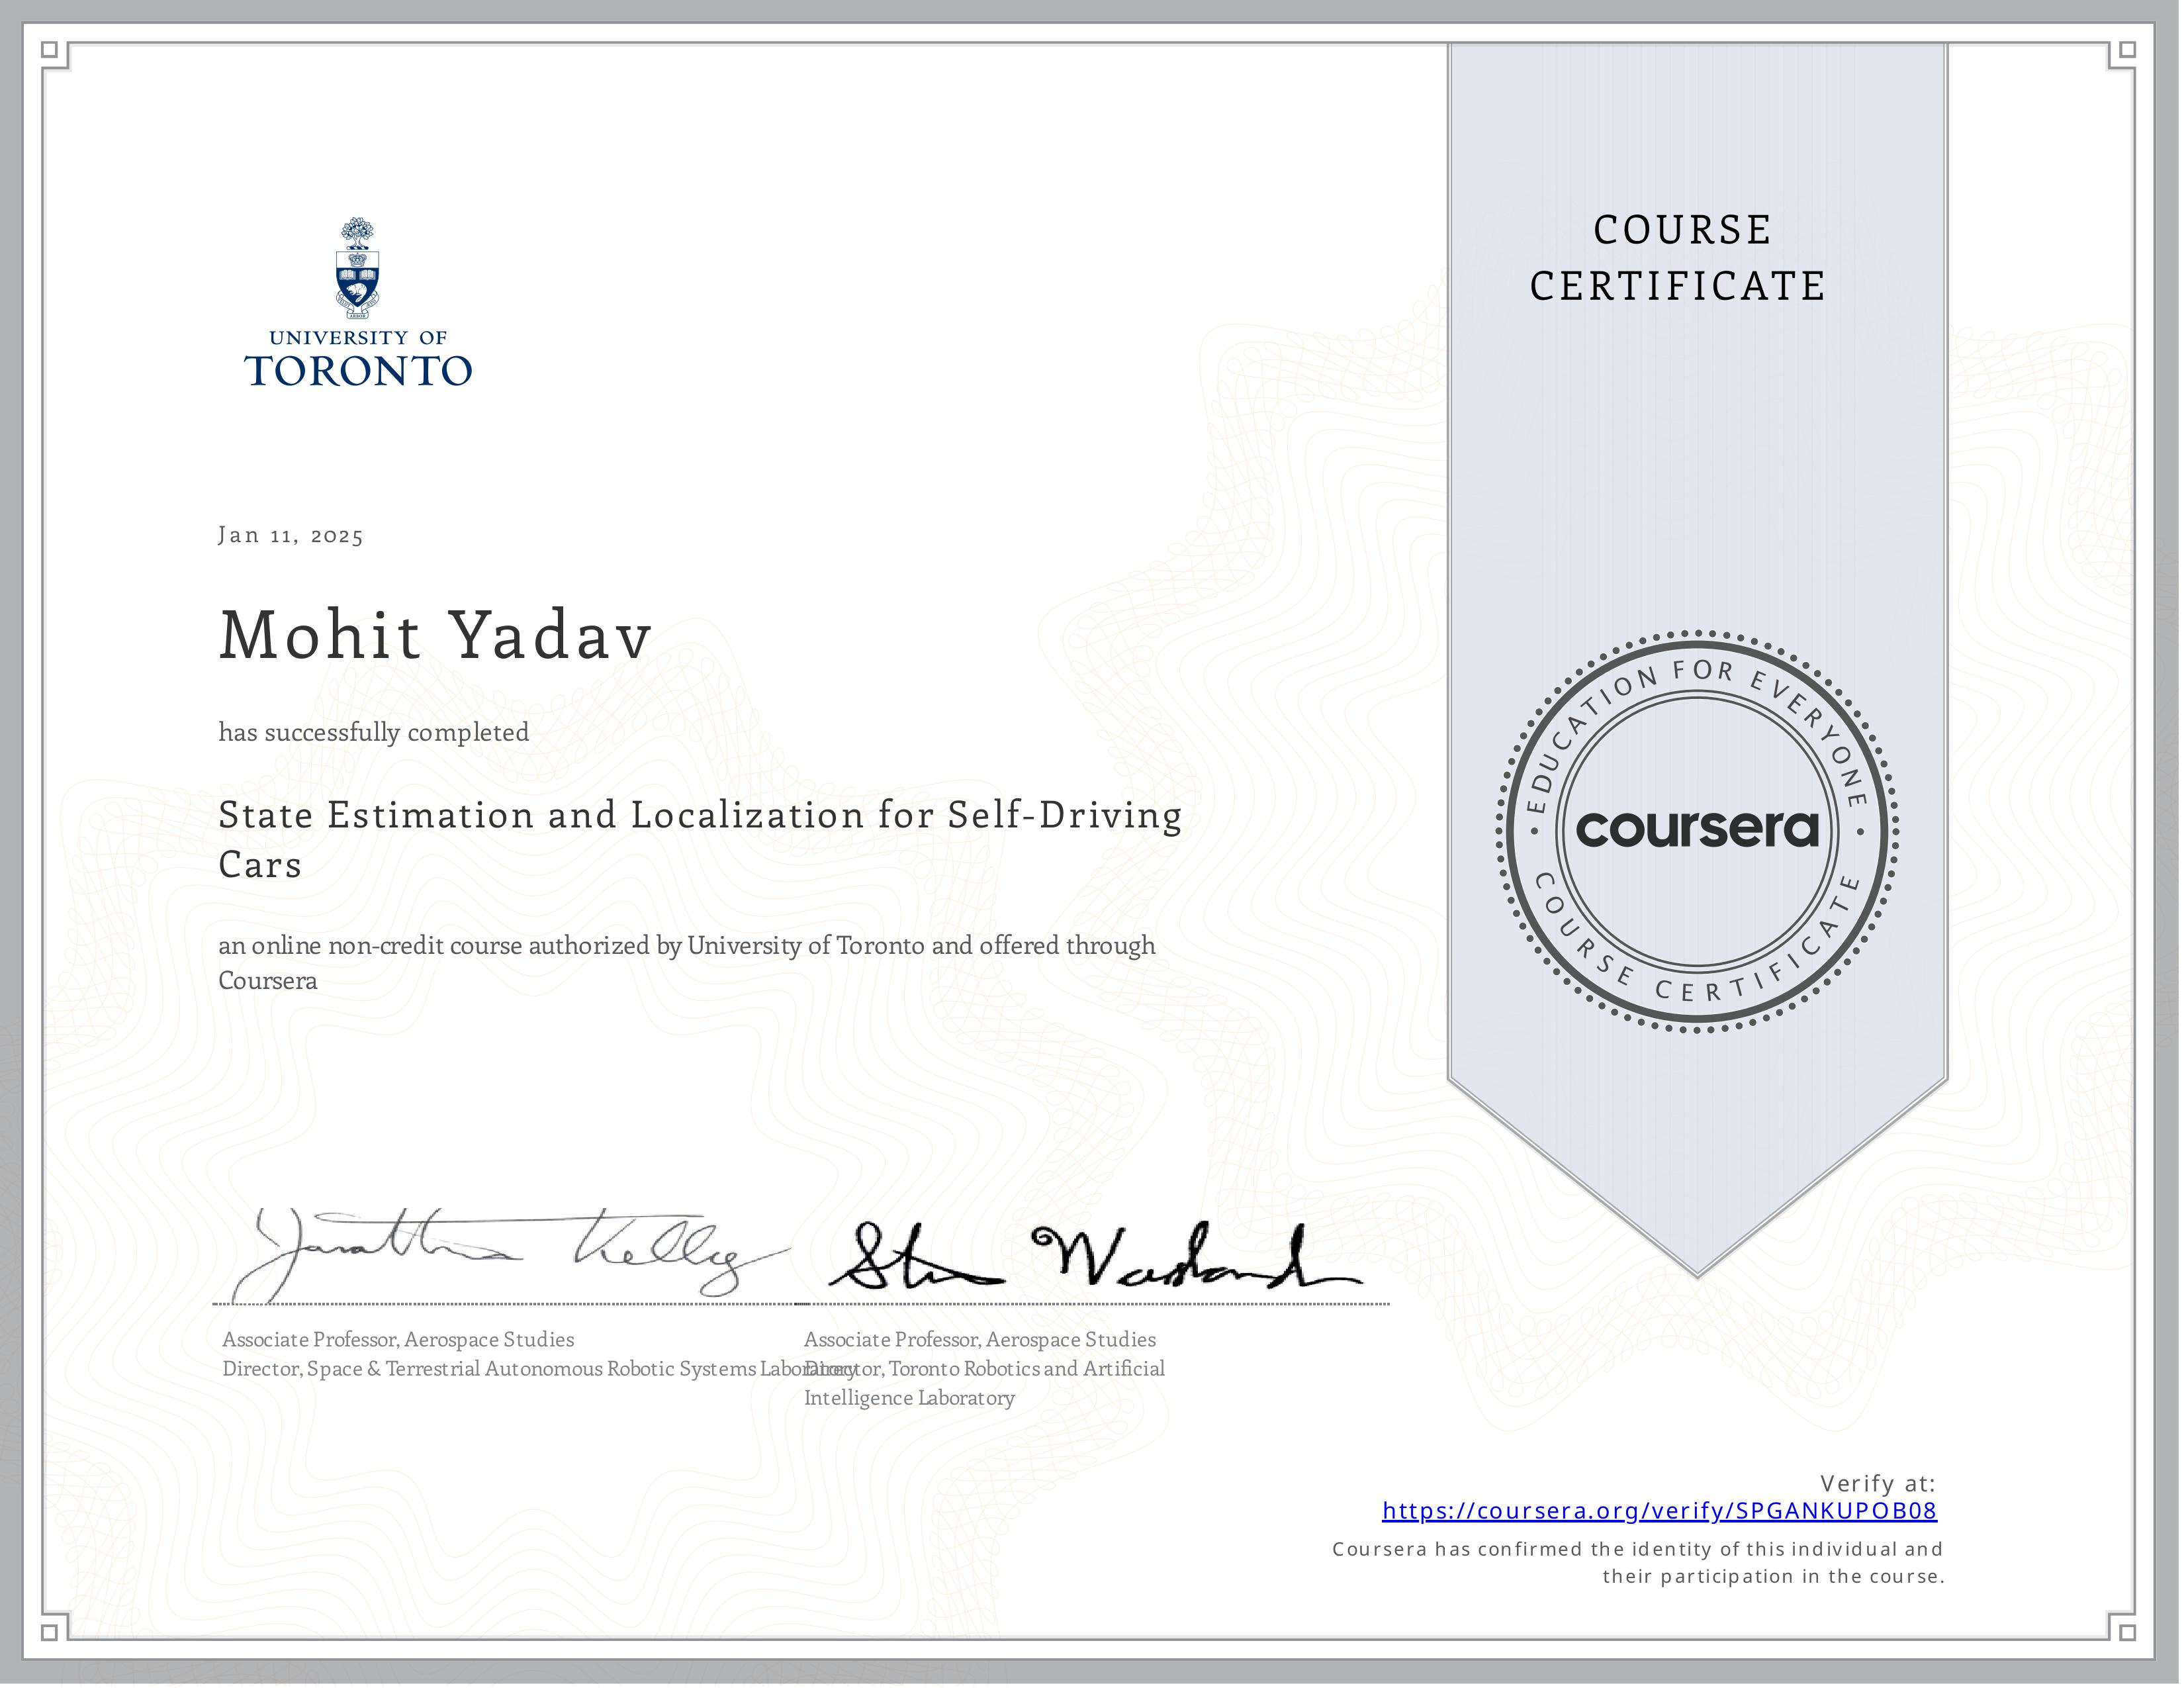 UNIVERSITY OF
TORONTO
COURSE
CERTIFICATE
Jan 11, 2025
Mohit Yadav
has successfully completed
State Estimation and Localization for Self-Driving
Cars
an online non-credit course authorized by University of Toronto and offered through
Coursera
EDUCATION FOR EVERYONE
coursera
COURSE CERTIFICATE
Jonathan Kelly
Associate Professor, Aerospace Studies
Director, Space & Terrestrial Autonomous Robotic Systems Laboratory
Associate Professor, Aerospace Studies
Director, Toronto Robotics and Artificial
Intelligence Laboratory
Verify at:
https://coursera.org/verify/SPGANKUPOB08
Coursera has confirmed the identity of this individual and
their participation in the course.